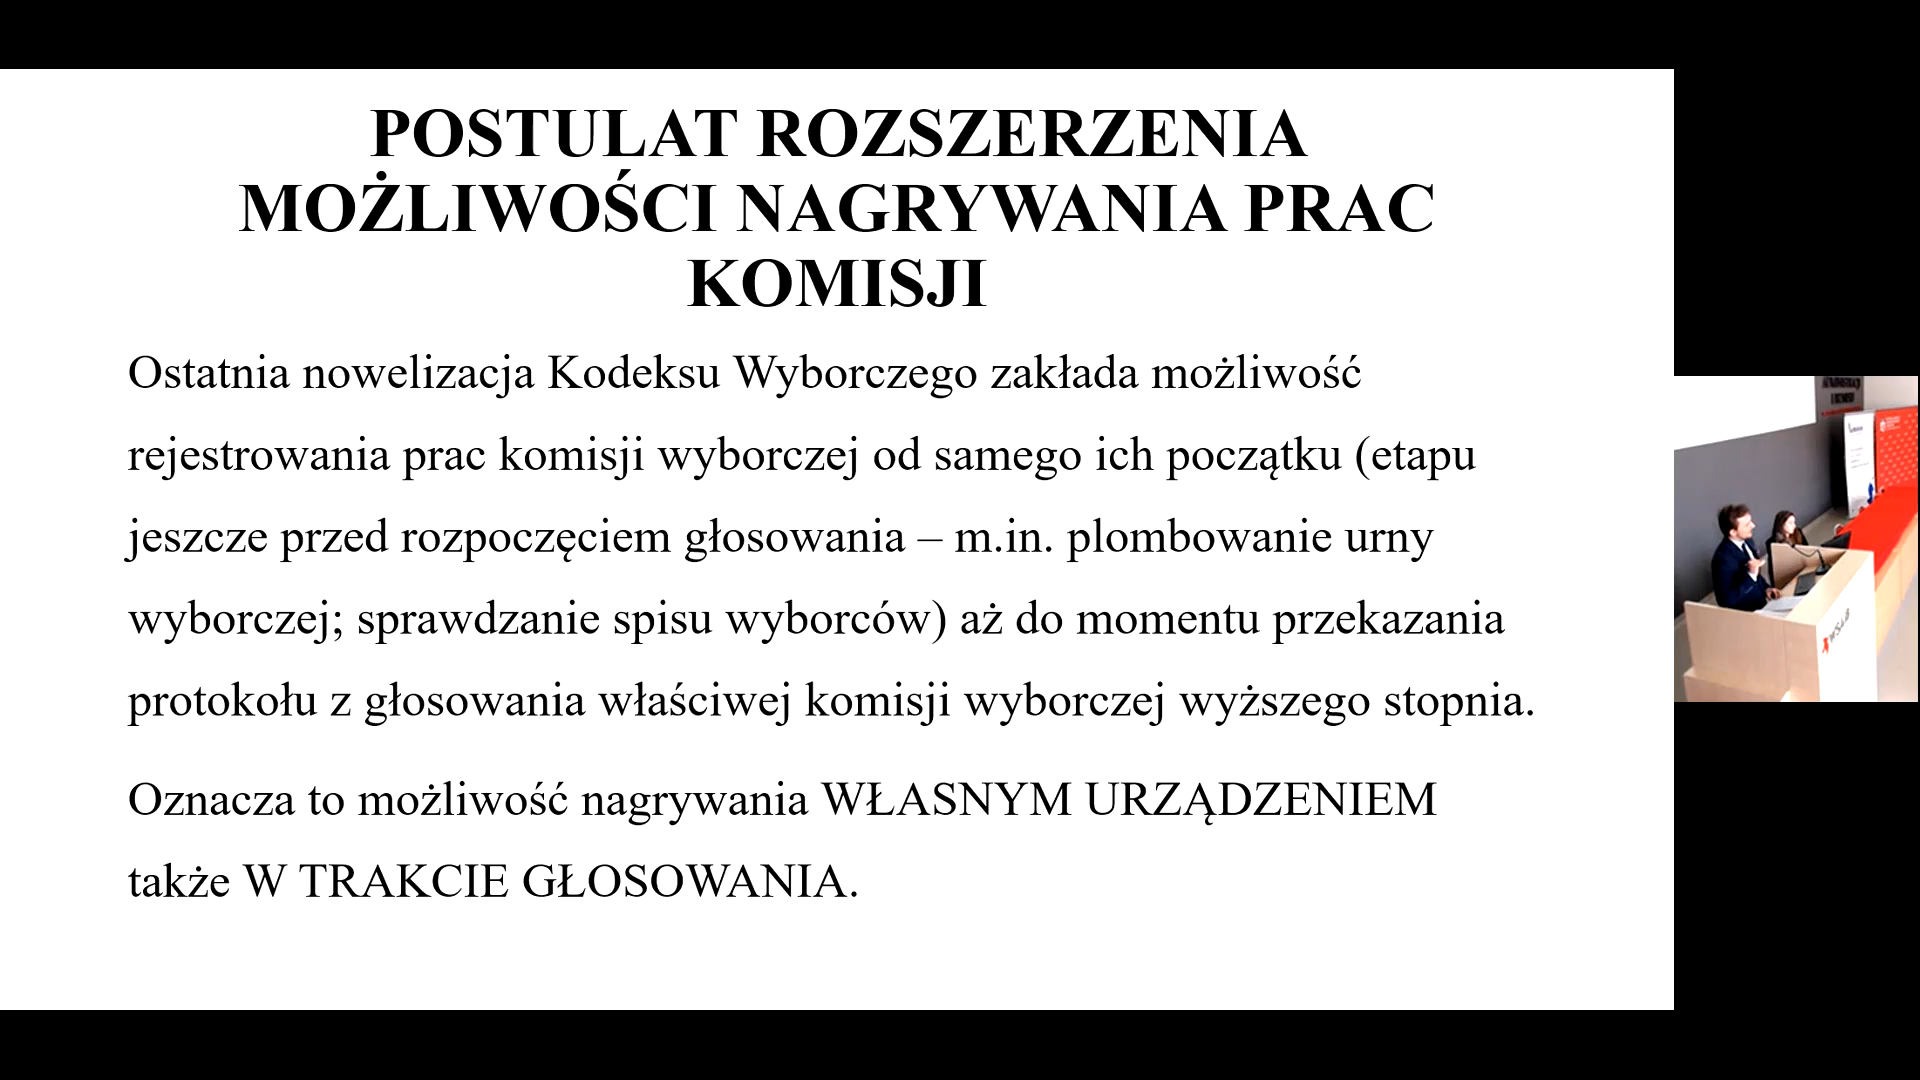 POSTULAT ROZSZERZENIA
MOŻLIWOŚCI NAGRYWANIA PRAC
KOMISJI
Ostatnia nowelizacja Kodeksu Wyborczego zakłada możliwość
rejestrowania prac komisji wyborczej od samego ich początku (etapu
jeszcze przed rozpoczęciem głosowania – m.in. plombowanie urny
wyborczej; sprawdzanie spisu wyborców) aż do momentu przekazania
protokołu z głosowania właściwej komisji wyborczej wyższego stopnia.
Oznacza to możliwość nagrywania WŁASNYM URZĄDZENIEM
także W TRAKCIE GŁOSOWANIA.